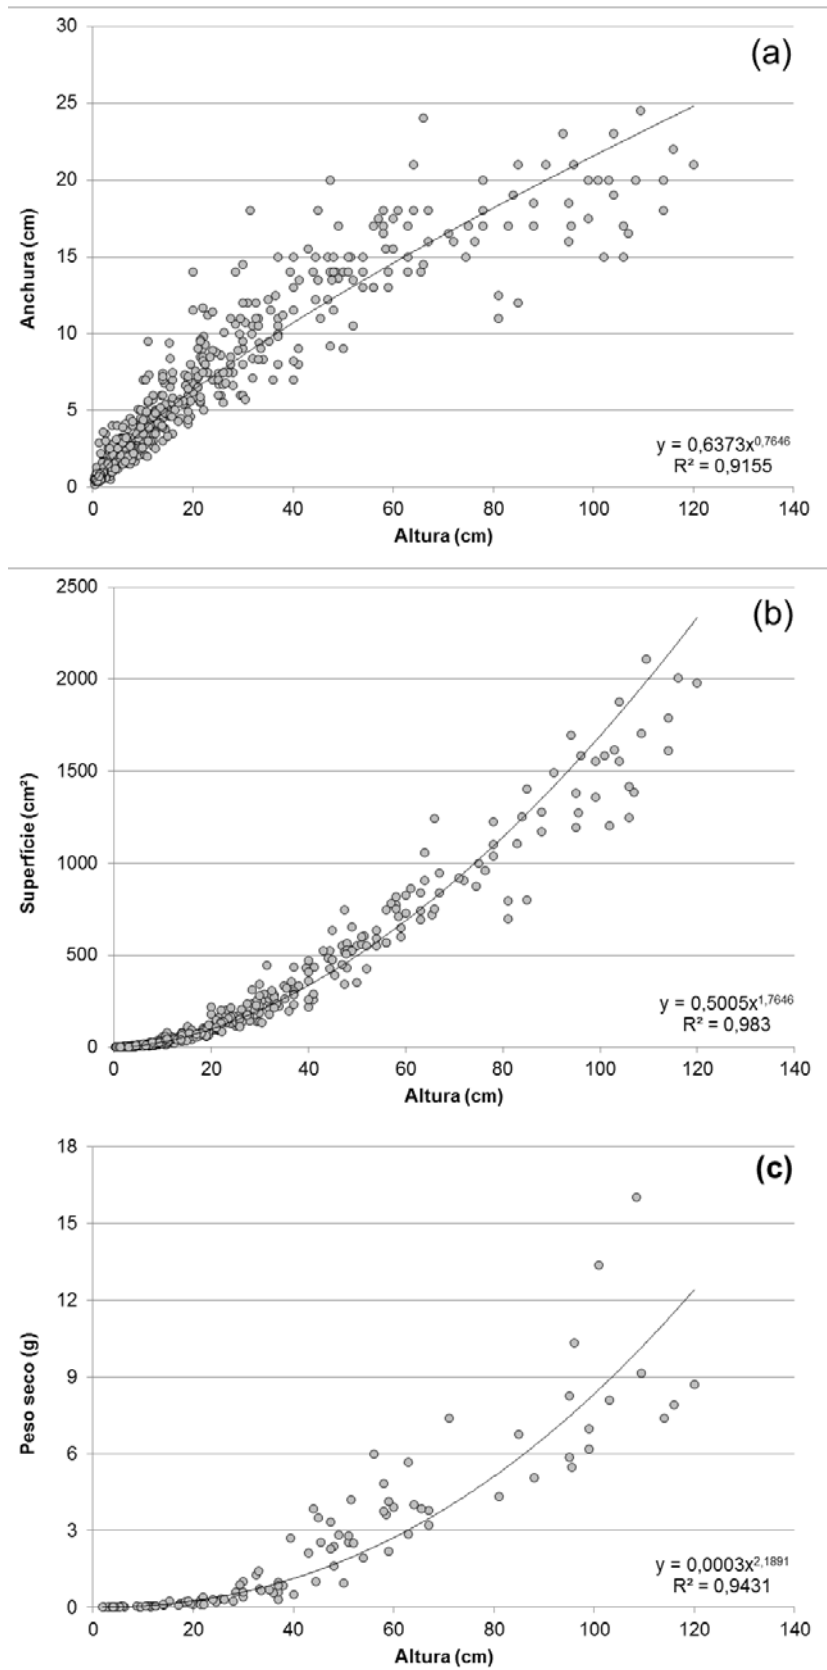 (a)
30
25
20
15
10
5
0
Anchura (cm)
y = 0,6373x^0,7646
R² = 0,9155
0 20 40 60 80 100 120 140
Altura (cm)
(b)
2500
2000
1500
1000
500
0
Superfície (cm²)
y = 0,5005x^1,7646
R² = 0,983
0 20 40 60 80 100 120 140
Altura (cm)
(c)
18
15
12
9
6
3
0
Peso seco (g)
y = 0,0003x^2,1891
R² = 0,9431
0 20 40 60 80 100 120 140
Altura (cm)